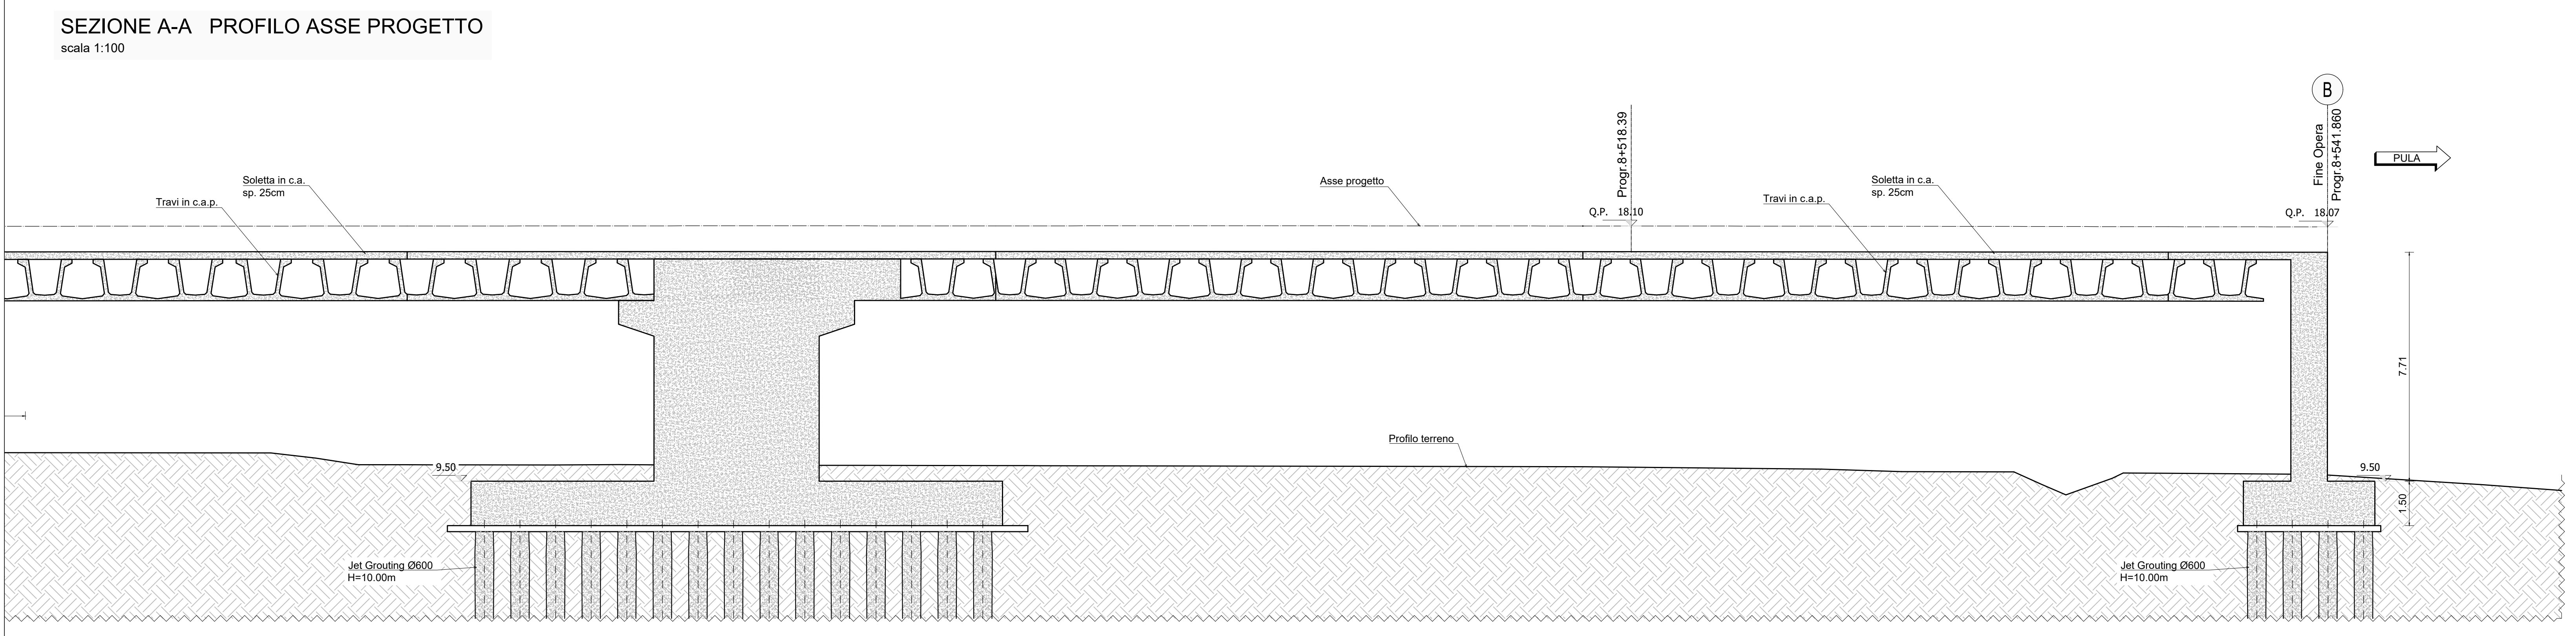 SEZIONE A-A PROFILO ASSE PROGETTO
scala 1:100
B
Progr.8+518.39
Fine Opera
Progr.8+541.860
PULA
Soletta in c.a.
sp. 25cm
Travi in c.a.p.
Asse progetto
Q.P. 18.10
Travi in c.a.p.
Soletta in c.a.
sp. 25cm
Q.P. 18.07
7.71
Profilo terreno
9.50
9.50
1.50
Jet Grouting Ø600
H=10.00m
Jet Grouting Ø600
H=10.00m